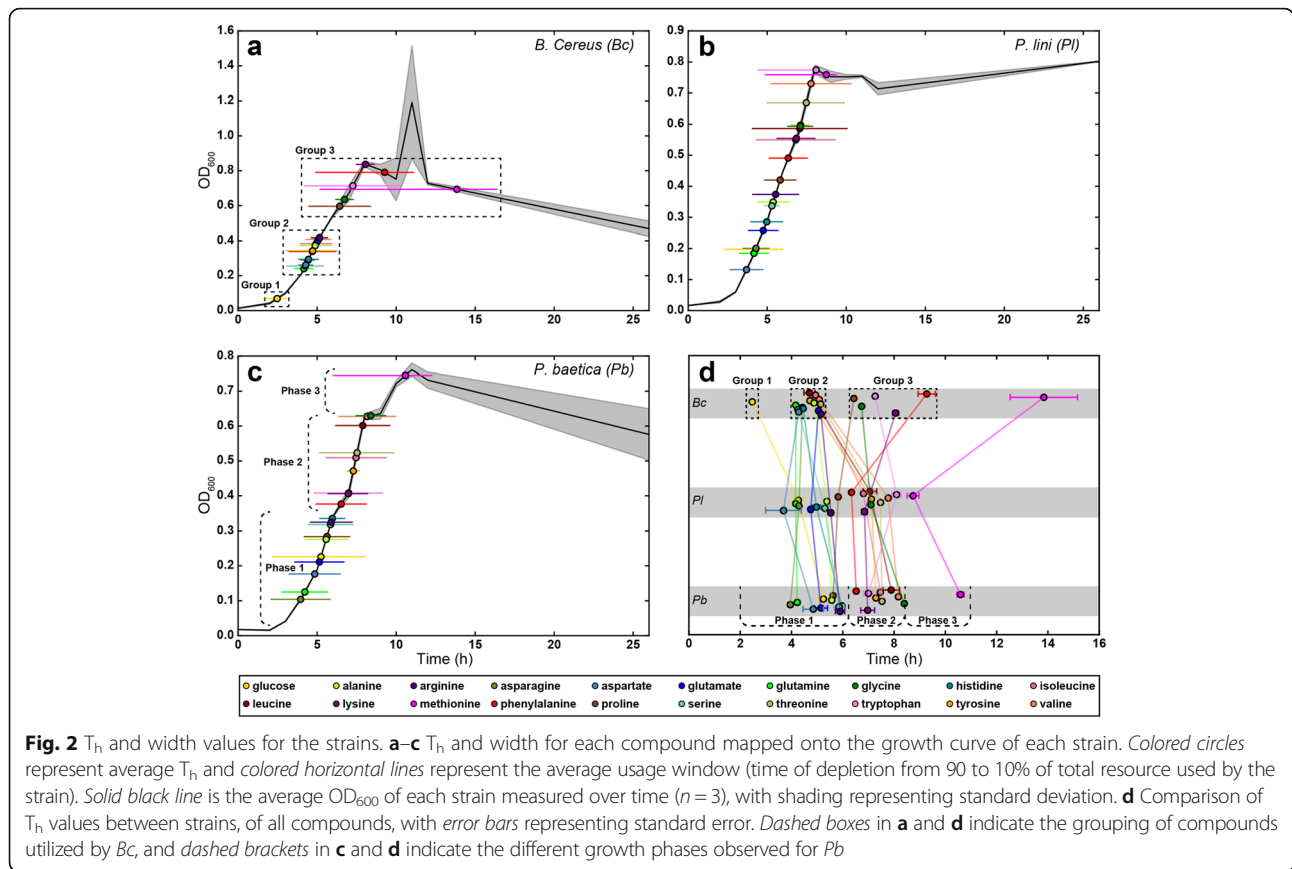 a
B. Cereus (Bc)
OD600
1.6
1.4
1.2
1.0
0.8
0.6
0.4
0.2
0.0
Group 3
Group 2
Group 1
0 5 10 15 20 25
b
P. lini (Pl)
0.9
0.8
0.7
0.6
0.5
0.4
0.3
0.2
0.1
0.0
0 5 10 15 20 25
c
P. baetica (Pb)
OD600
0.8
0.7
0.6
0.5
0.4
0.3
0.2
0.1
0.0
Phase 3
Phase 2
Phase 1
0 5 10 15 20 25
Time (h)
d
Group 1 Group 2 Group 3
Bc
Pl
Pb
Phase 1 Phase 2 Phase 3
0 2 4 6 8 10 12 14 16
Time (h)
glucose alanine arginine asparagine aspartate glutamate glutamine glycine histidine isoleucine
leucine lysine methionine phenylalanine proline serine threonine tryptophan tyrosine valine
Fig. 2 Th and width values for the strains. a–c Th and width for each compound mapped onto the growth curve of each strain. Colored circles
represent average Th and colored horizontal lines represent the average usage window (time of depletion from 90 to 10% of total resource used by the
strain). Solid black line is the average OD600 of each strain measured over time (n = 3), with shading representing standard deviation. d Comparison of
Th values between strains, of all compounds, with error bars representing standard error. Dashed boxes in a and d indicate the grouping of compounds
utilized by Bc, and dashed brackets in c and d indicate the different growth phases observed for Pb